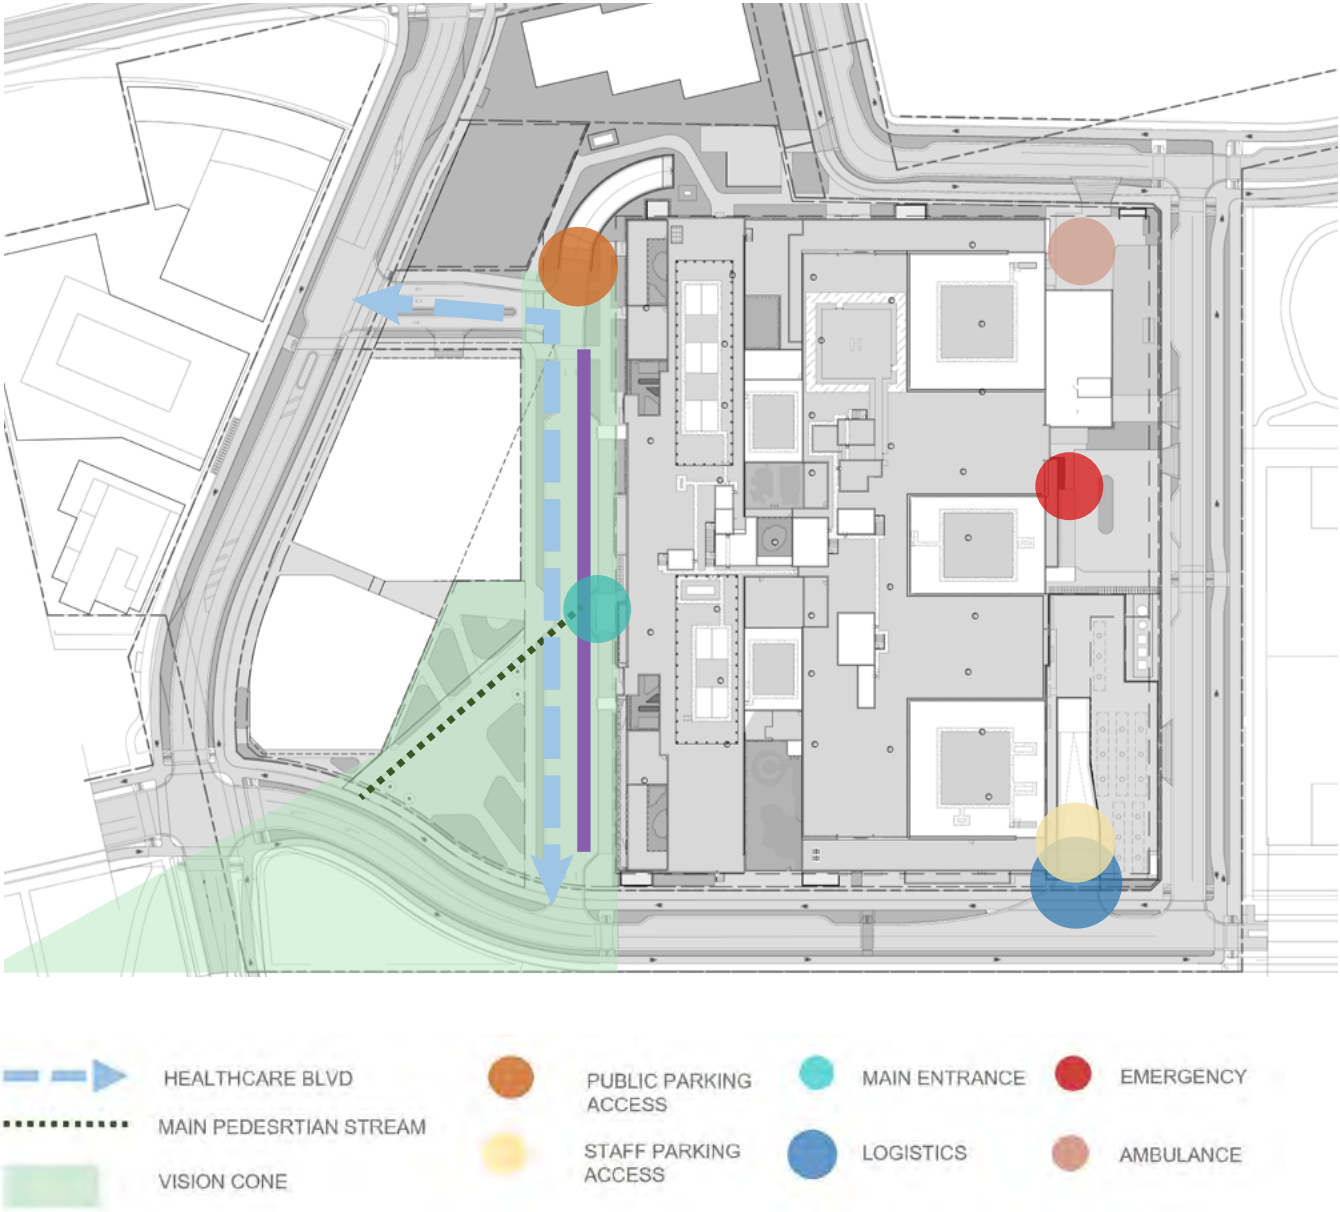 H
HEALTHCARE BLVD
MAIN PEDESRTIAN STREAM
VISION CONE
PUBLIC PARKING
ACCESS
STAFF PARKING
ACCESS
MAIN ENTRANCE
LOGISTICS
EMERGENCY
AMBULANCE